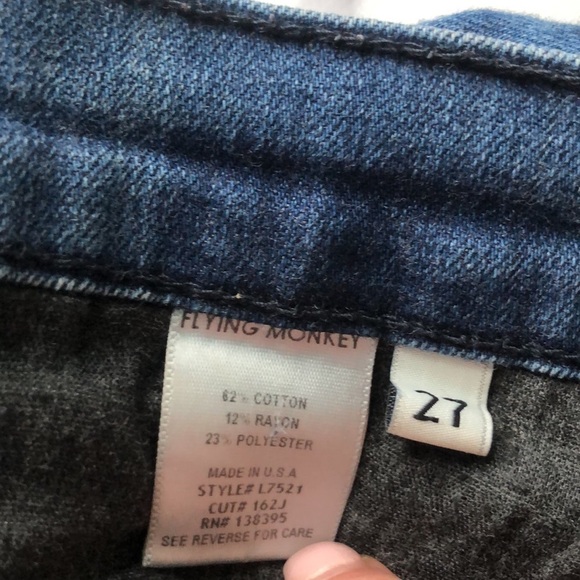 FLYING MONKEY
62% COTTON
12% RAYON
23% POLYESTER
MADE IN U.S.A
STYLE# L7521
CUT# 162J
RN# 138395
SEE REVERSE FOR CARE
27